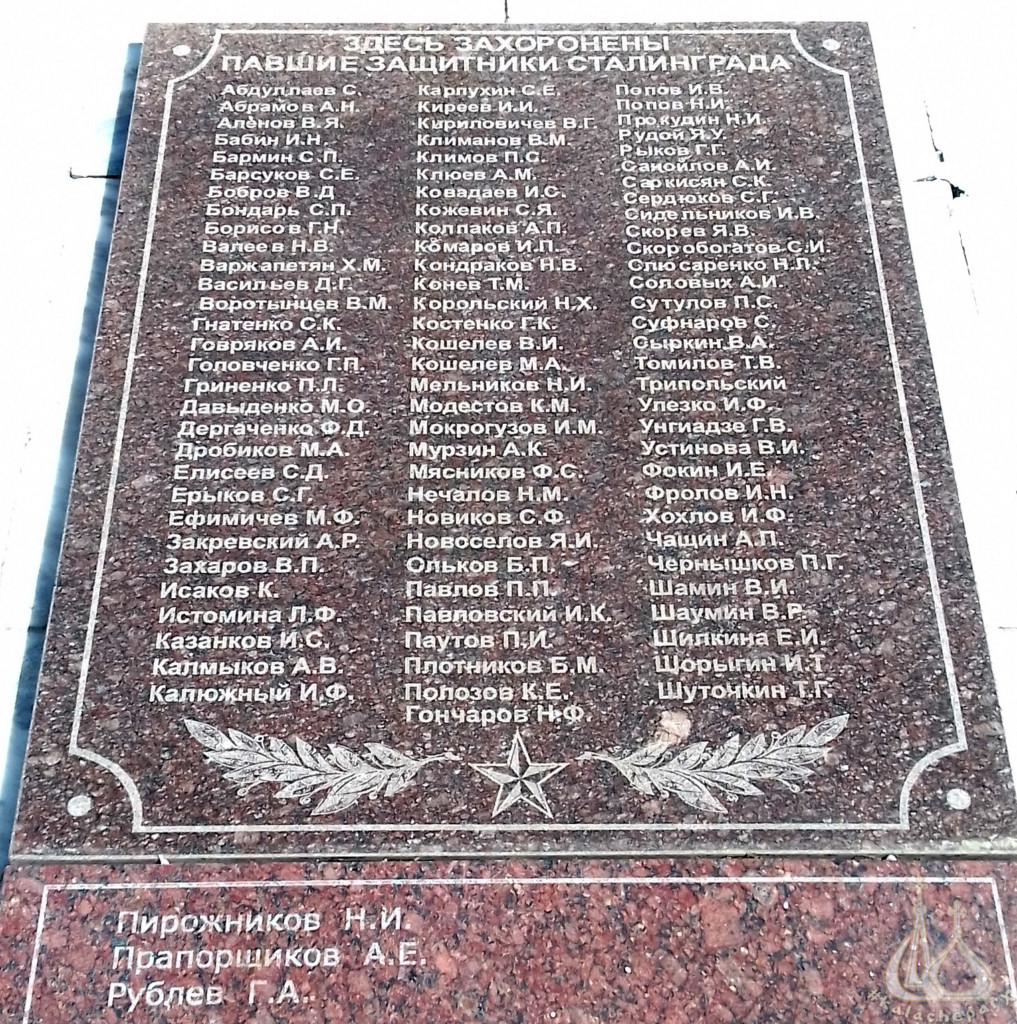 ЗДЕСЬ ЗАХОРОНЕНЫ
ПАВШИЕ ЗАЩИТНИКИ СТАЛИНГРАДА
Абдуллаев С.
Абрамов А.Н.
Алёнов В.Я.
Бабин И.Н.
Бармин С.П.
Барсуков С.Е.
Бобров В.Д
Бондарь С.П.
Борисов Г.Н.
Валеев Н.В.
Варжапетян Х.М.
Васильев Д.Г.
Воротынцев В.М.
Гнатенко С.К.
Говряков А.И.
Головченко Г.П.
Гриненко П.Л.
Давыденко М.О.
Дергаченко Ф.Д.
Дробиков М.А.
Елисеев С.Д.
Ерыков С.Г.
Ефимичев М.Ф.
Закревский А.Р.
Захаров В.П.
Исаков К.
Истомина Л.Ф.
Казанков И.С.
Калмыков А.В.
Калюжный И.Ф.
Карпухин С.Е.
Киреев И.И.
Кириловичев В.Г.
Климанов В.М.
Климов П.С.
Клюев А.М.
Ковадаев И.С.
Кожевин С.Я.
Колпаков А.П.
Комаров И.П.
Кондраков Н.В.
Конев Т.М.
Корольский Н.Х.
Костенко Г.К.
Кошелев В.И.
Кошелев М.А.
Мельников Н.И.
Модестов К.М.
Мокрогузов И.М.
Мурзин А.К.
Мясников Ф.С.
Нечалов Н.М.
Новиков С.Ф.
Новоселов Я.И.
Ольков Б.П.
Павлов П.П.
Павловский И.К.
Паутов П.И.
Плотников Б.М.
Полозов К.Е.
Гончаров Н.Ф.
Попов И.В.
Попов Н.И.
Прокудин Н.И.
Рудой Я.У.
Рыков Г.Г.
Самойлов А.И.
Саркисян С.К.
Сердюков С.Г.
Сидельников И.В.
Скорев Я.В.
Скоробогатов С.И.
Слюсаренко Н.Л.
Соловых А.И.
Сутулов П.С.
Суфнаров С.
Сыркин В.А.
Томилов Т.В.
Трипольский
Улезко И.Ф.
Унгиадзе Г.В.
Устинова В.И.
Фокин И.Е.
Фролов И.Н.
Хохлов И.Ф.
Чащин А.П.
Чернышков П.Г.
Шамин В.И.
Шаумин В.Р.
Шилкина Е.И.
Шорыгин И.Т
Шуточкин Т.Г.
Пирожников Н.И.
Прапорщиков А.Е.
Рублев Г.А.